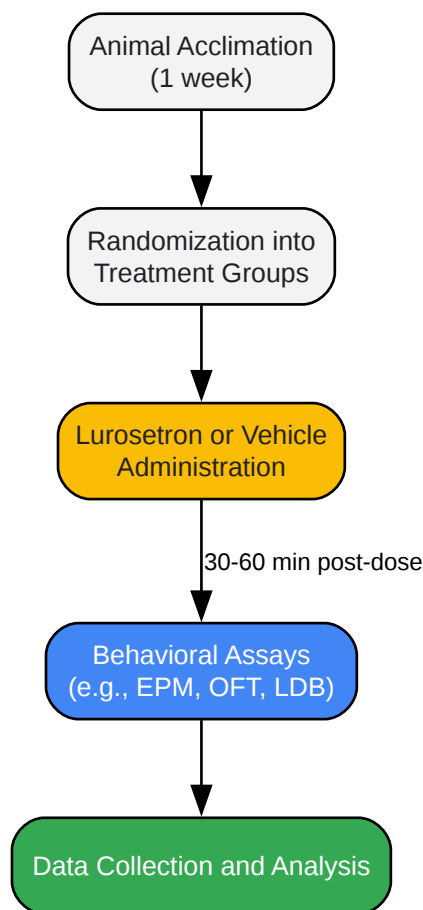 Animal Acclimation
(1 week)
Randomization into
Treatment Groups
Lurosetron or Vehicle
Administration
30-60 min post-dose
Behavioral Assays
(e.g., EPM, OFT, LDB)
Data Collection and Analysis